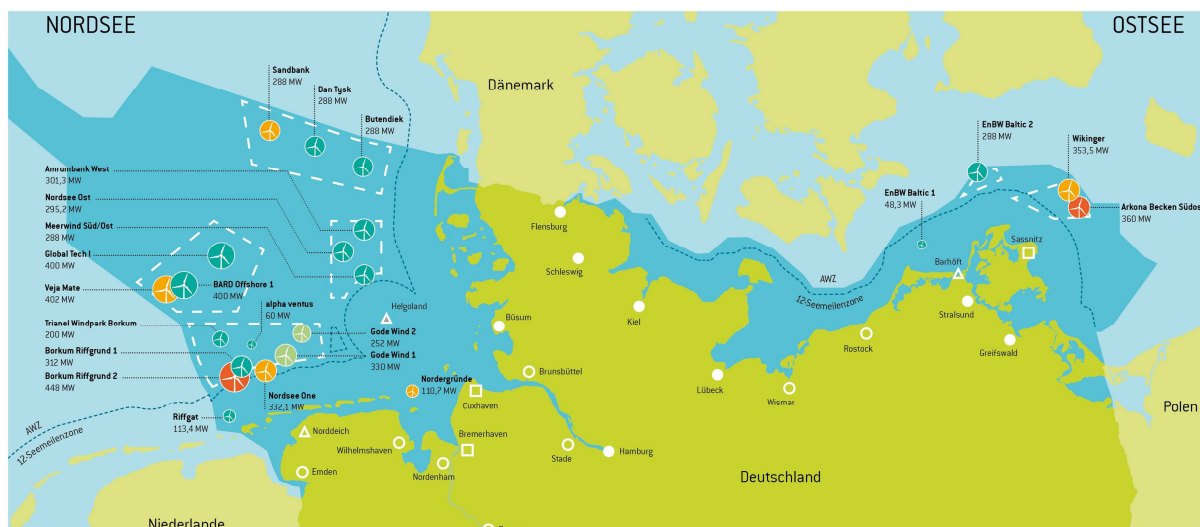 NORDSEE
OSTSEE
Dänemark
Sandbank
288 MW
Dan Tysk
288 MW
Butendiek
288 MW
Amrumbank West
301,3 MW
Nordsee Ost
295,2 MW
Meerwind Süd/Ost
288 MW
Global Tech I
400 MW
Veja Mate
402 MW
BARD Offshore 1
400 MW
alpha ventus
60 MW
Trianel Windpark Borkum
200 MW
Borkum Riffgrund 1
312 MW
Borkum Riffgrund 2
448 MW
Gode Wind 2
252 MW
Gode Wind 1
330 MW
Nordsee One
332,1 MW
Nordergründe
110,7 MW
Riffgat
113,4 MW
AWZ
12-Seemeilenzone
Helgoland
Norddeich
Emden
Wilhelmshaven
Nordenham
Bremerhaven
Cuxhaven
Brunsbüttel
Büsum
Stade
Hamburg
Flensburg
Schleswig
Kiel
Lübeck
Wismar
Rostock
AWZ
12-Seemeilenzone
EnBW Baltic 2
288 MW
EnBW Baltic 1
48,3 MW
Wikinger
353,5 MW
Arkona Becken Südos
360 MW
Sassnitz
Barhöft
Stralsund
Greifswald
Deutschland
Polen
Niederlande